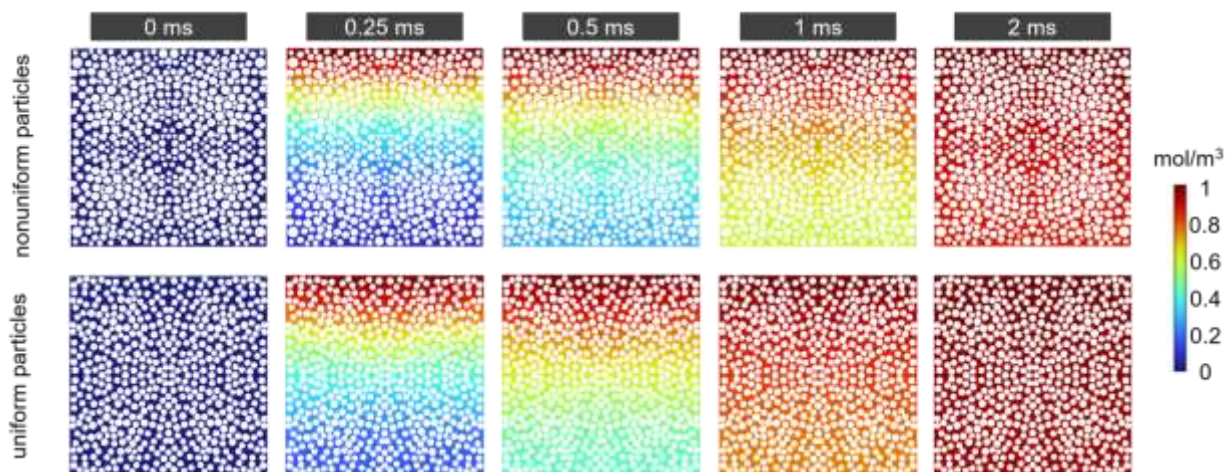 0 ms
0.25 ms
0.5 ms
1 ms
2 ms
nonuniform particles
uniform particles
mol/m³
1
0.8
0.6
0.4
0.2
0